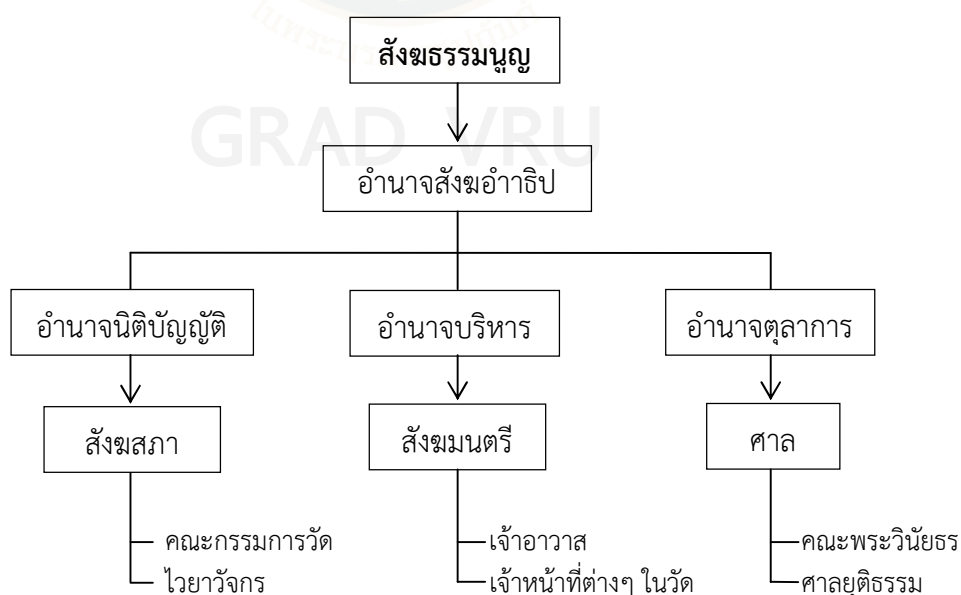 สังฆธรรมนูญ
GRAD VRU
อำนาจสังฆอำาธิป
อำนาจนิติบัญญัติ
อำนาจบริหาร
อำนาจตุลาการ
สังฆสภา
สังฆมนตรี
ศาล
คณะกรรมการวัด
ไวยาวัจกร
เจ้าอาวาส
เจ้าหน้าที่ต่างๆ ในวัด
คณะพระวินัยธร
ศาลยุติธรรม